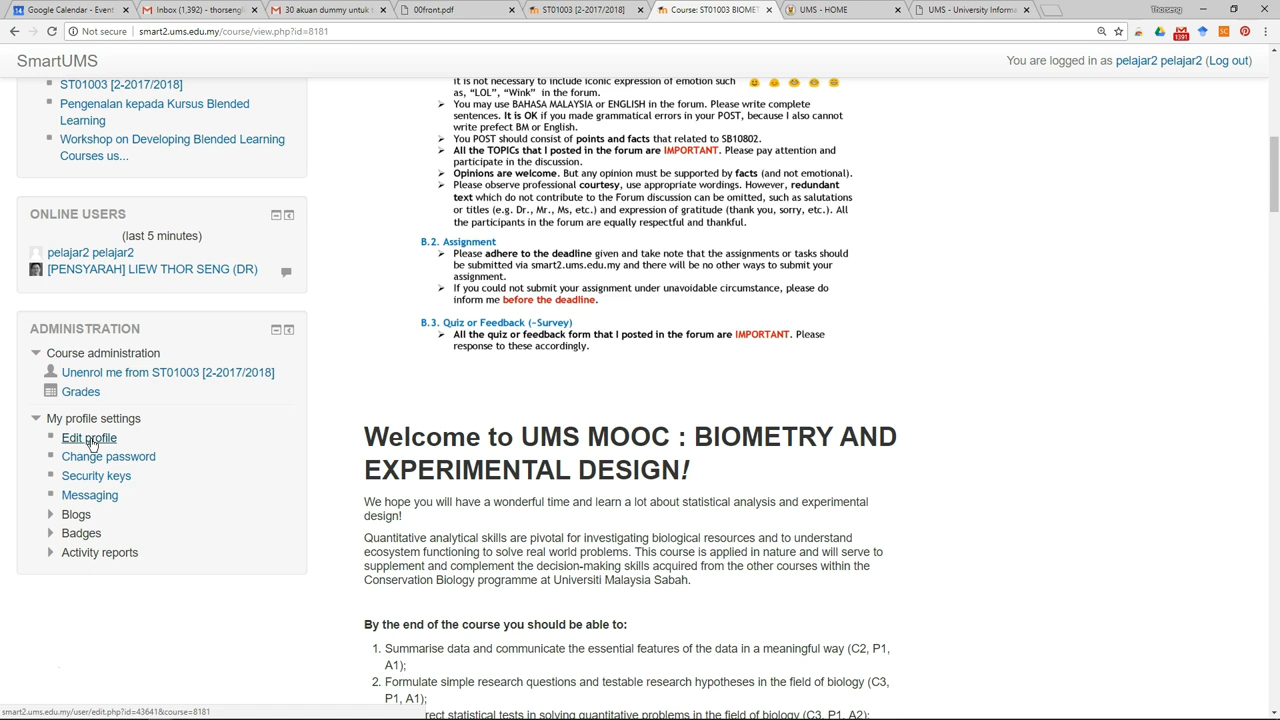 Google Calendar - Event
Inbox (1,392) - thorsengl
30 akuan dummy untuk t
00front.pdf
ST01003 [2-2017/2018]
Course: ST01003 BIOMET
UMS - HOME
UMS - University Informa
Thorseng
Not secure
smart2.ums.edu.my/course/view.php?id=8181
1391
SC
SmartUMS
You are logged in as pelajar2 pelajar2 (Log out)
ST01003 [2-2017/2018]
Pengenalan kepada Kursus Blended
Learning
Workshop on Developing Blended Learning
Courses us...
ONLINE USERS
(last 5 minutes)
pelajar2 pelajar2
[PENSYARAH] LIEW THOR SENG (DR)
ADMINISTRATION
Course administration
Unenrol me from ST01003 [2-2017/2018]
Grades
My profile settings
Edit profile
Change password
Security keys
Messaging
Blogs
Badges
Activity reports
it is not necessary to include iconic expression of emotion such
as, “LOL”, “Wink” in the forum.
You may use BAHASA MALAYSIA or ENGLISH in the forum. Please write complete
sentences. It is OK if you made grammatical errors in your POST, because I also cannot
write prefect BM or English.
You POST should consist of points and facts that related to SB10802.
All the TOPICs that I posted in the forum are IMPORTANT. Please pay attention and
participate in the discussion.
Opinions are welcome. But any opinion must be supported by facts (and not emotional).
Please observe professional courtesy, use appropriate wordings. However, redundant
text which do not contribute to the Forum discussion can be omitted, such as salutations
or titles (e.g. Dr., Mr., Ms, etc.) and expression of gratitude (thank you, sorry, etc.). All
the participants in the forum are equally respectful and thankful.
B.2. Assignment
Please adhere to the deadline given and take note that the assignments or tasks should
be submitted via smart2.ums.edu.my and there will be no other ways to submit your
assignment.
If you could not submit your assignment under unavoidable circumstance, please do
inform me before the deadline.
B.3. Quiz or Feedback (~Survey)
All the quiz or feedback form that I posted in the forum are IMPORTANT. Please
response to these accordingly.
Welcome to UMS MOOC : BIOMETRY AND
EXPERIMENTAL DESIGN!
We hope you will have a wonderful time and learn a lot about statistical analysis and experimental
design!
Quantitative analytical skills are pivotal for investigating biological resources and to understand
ecosystem functioning to solve real world problems. This course is applied in nature and will serve to
supplement and complement the decision-making skills acquired from the other courses within the
Conservation Biology programme at Universiti Malaysia Sabah.
By the end of the course you should be able to:
1. Summarise data and communicate the essential features of the data in a meaningful way (C2, P1,
A1);
2. Formulate simple research questions and testable research hypotheses in the field of biology (C3,
P1, A1);
rect statistical tests in solving quantitative problems in the field of biology (C3, P1, A2);
smart2.ums.edu.my/user/edit.php?id=43641&course=8181